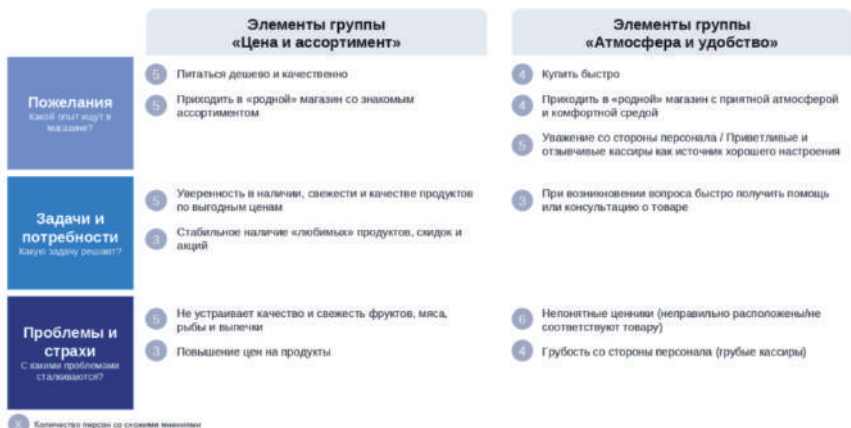 Элементы группы
«Цена и ассортимент»
Элементы группы
«Атмосфера и удобство»
Пожелания
Какой опыт ищут в
магазине?
5 Питаться дешево и качественно
5 Приходить в «родной» магазин со знакомым
ассортиментом
4 Купить быстро
4 Приходить в «родной» магазин с приятной атмосферой
и комфортной средой
5 Уважение со стороны персонала / Приветливые и
отзывчивые кассиры как источник хорошего настроения
Задачи и
потребности
Какую задачу решают?
5 Уверенность в наличии, свежести и качестве продуктов
по выгодным ценам
3 Стабильное наличие «любимых» продуктов, скидок и
акций
3 При возникновении вопроса быстро получить помощь
или консультацию о товаре
Проблемы и
страхи
С какими проблемами
сталкиваются?
5 Не устраивает качество и свежесть фруктов, мяса,
рыбы и выпечки
3 Повышение цен на продукты
6 Непонятные ценники (неправильно расположены/не
соответствуют товару)
4 Грубость со стороны персонала (грубые кассиры)
X Количество персон со схожими мнениями